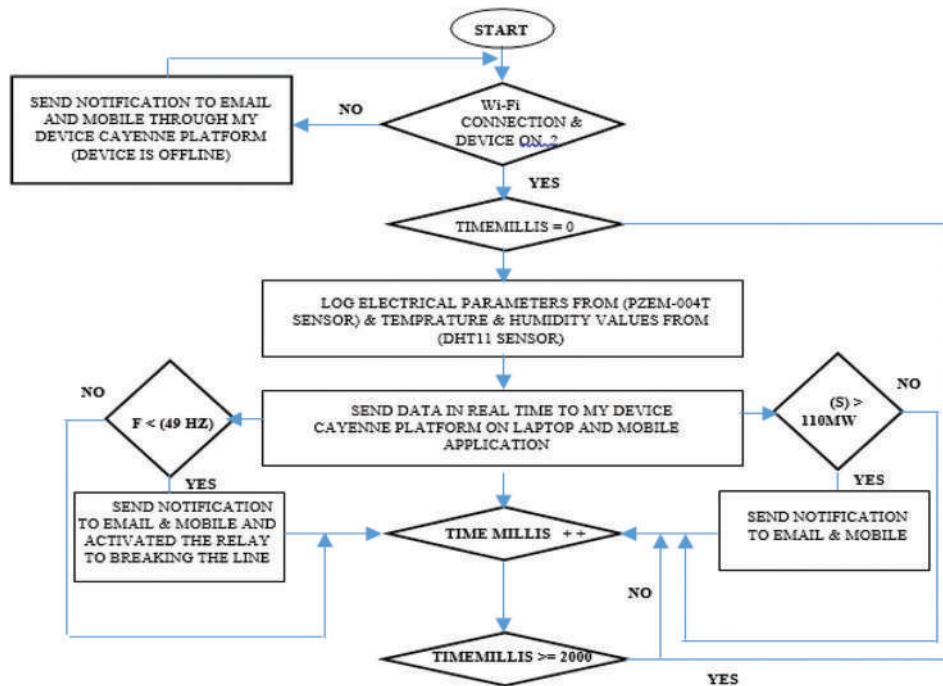 START
SEND NOTIFICATION TO EMAIL
AND MOBILE THROUGH MY
DEVICE CAYENNE PLATFORM
(DEVICE IS OFFLINE)
NO
Wi-Fi
CONNECTION &
DEVICE ON ..?
YES
TIMEMILLIS = 0
LOG ELECTRICAL PARAMETERS FROM (PZEM-004T
SENSOR) & TEMPRATURE & HUMIDITY VALUES FROM
(DHT11 SENSOR)
NO
F < (49 HZ)
YES
SEND DATA IN REAL TIME TO MY DEVICE
CAYENNE PLATFORM ON LAPTOP AND MOBILE
APPLICATION
(S) >
110MW
NO
YES
SEND NOTIFICATION
TO EMAIL & MOBILE AND
ACTIVATED THE RELAY
TO BREAKING THE LINE
TIME MILLIS + +
SEND NOTIFICATION
TO EMAIL & MOBILE
NO
TIMEMILLIS >= 2000
YES